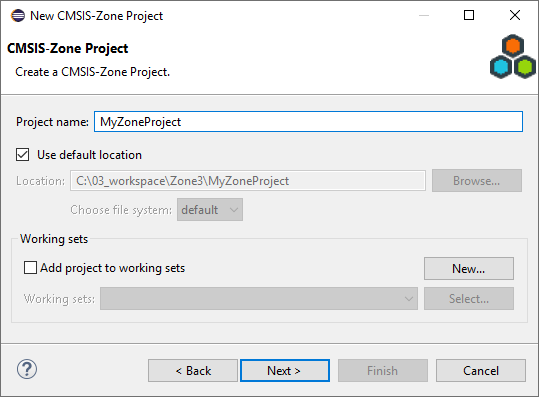 New CMSIS-Zone Project
CMSIS-Zone Project
Create a CMSIS-Zone Project.
Project name: MyZoneProject
Use default location
Location: C:\03_workspace\Zone3\MyZoneProject Browse...
Choose file system: default
Working sets
Add project to working sets New...
Working sets: Select...
? < Back Next > Finish Cancel